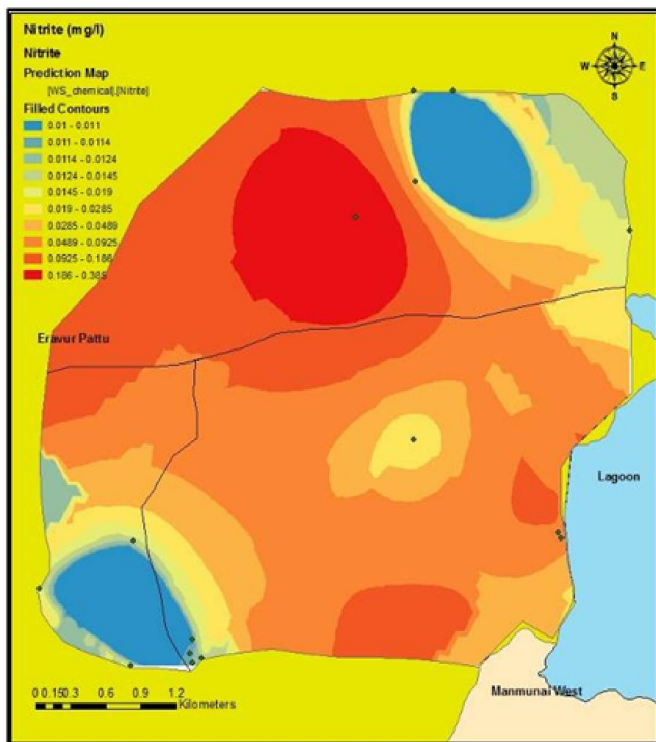 Nitrite (mg/l)
Nitrite
Prediction Map
[WS_chemical].[Nitrite]
Filled Contours
0.01 - 0.011
0.011 - 0.0114
0.0114 - 0.0124
0.0124 - 0.0145
0.0145 - 0.019
0.019 - 0.0285
0.0285 - 0.0489
0.0489 - 0.0925
0.0925 - 0.186
0.186 - 0.385
N
W E
S
Eravur Pattu
Lagoon
Manmunai West
0 0.15 0.3 0.6 0.9 1.2
Kilometers